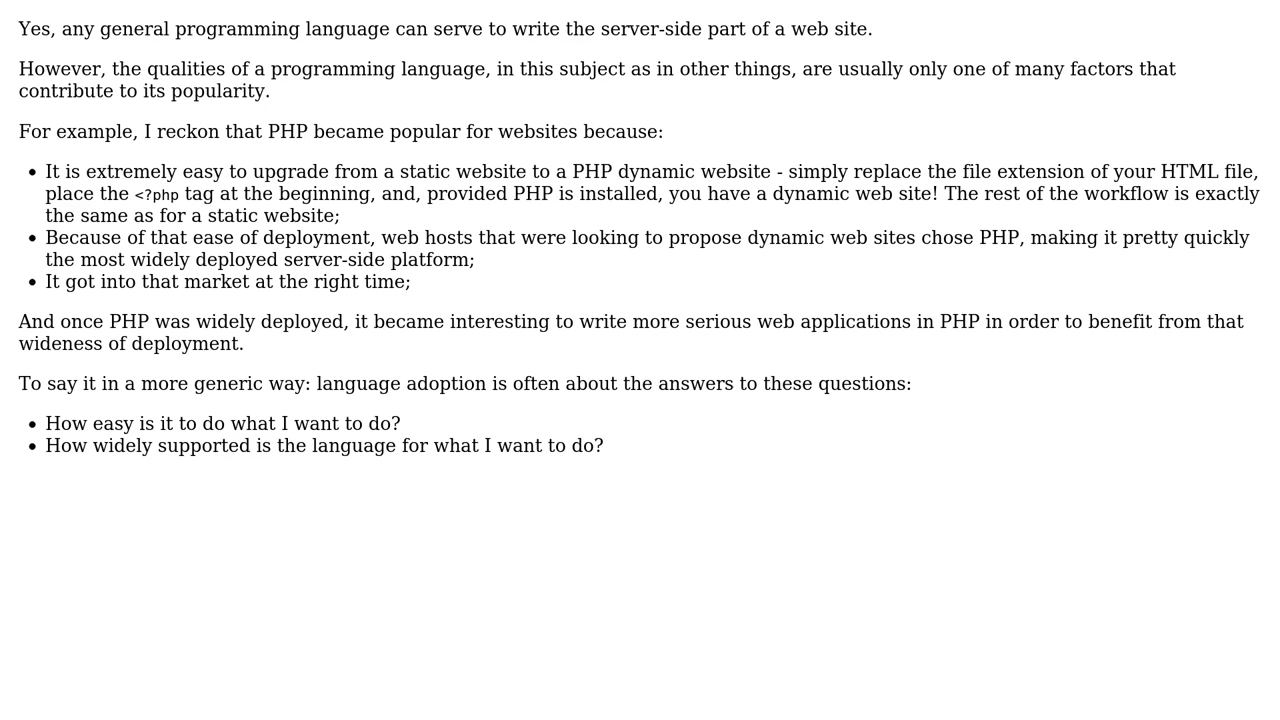 Yes, any general programming language can serve to write the server-side part of a web site.
However, the qualities of a programming language, in this subject as in other things, are usually only one of many factors that
contribute to its popularity.
For example, I reckon that PHP became popular for websites because:
• It is extremely easy to upgrade from a static website to a PHP dynamic website - simply replace the file extension of your HTML file,
place the <?php tag at the beginning, and, provided PHP is installed, you have a dynamic web site! The rest of the workflow is exactly
the same as for a static website;
• Because of that ease of deployment, web hosts that were looking to propose dynamic web sites chose PHP, making it pretty quickly
the most widely deployed server-side platform;
• It got into that market at the right time;
And once PHP was widely deployed, it became interesting to write more serious web applications in PHP in order to benefit from that
wideness of deployment.
To say it in a more generic way: language adoption is often about the answers to these questions:
• How easy is it to do what I want to do?
• How widely supported is the language for what I want to do?